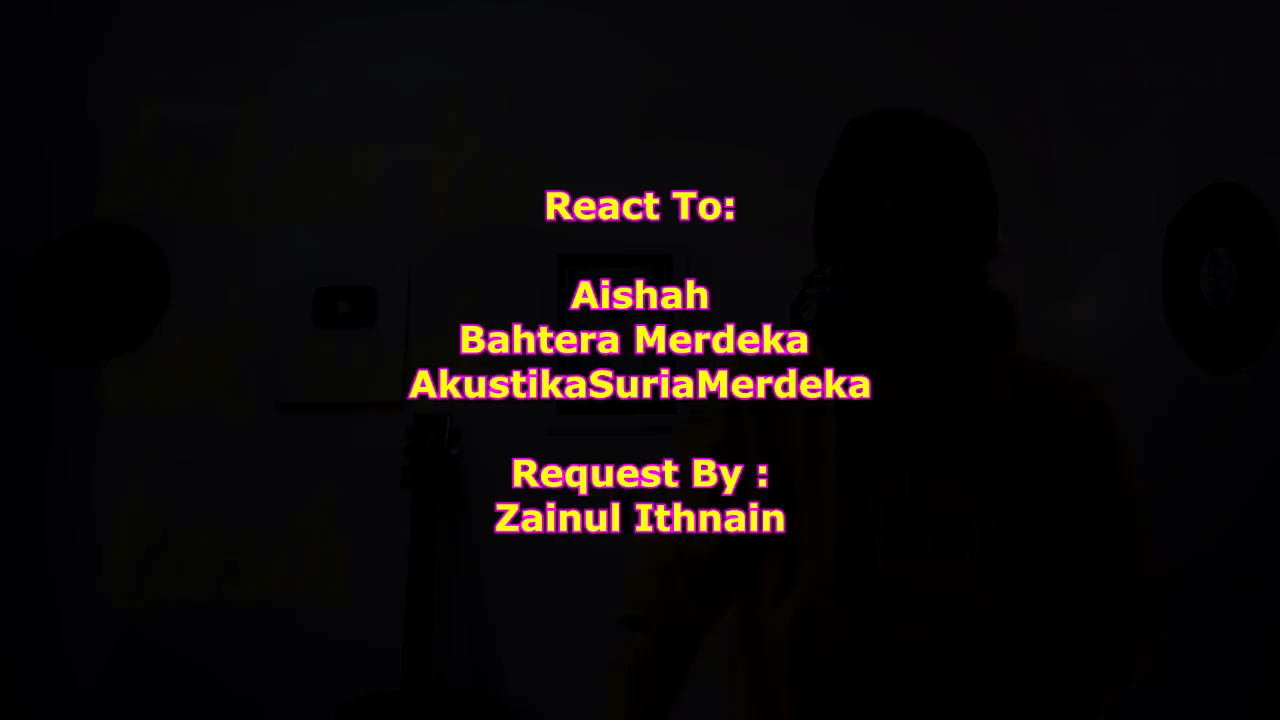 React To:
Aishah
Bahtera Merdeka
AkustikaSuriaMerdeka
Request By :
Zainul Ithnain